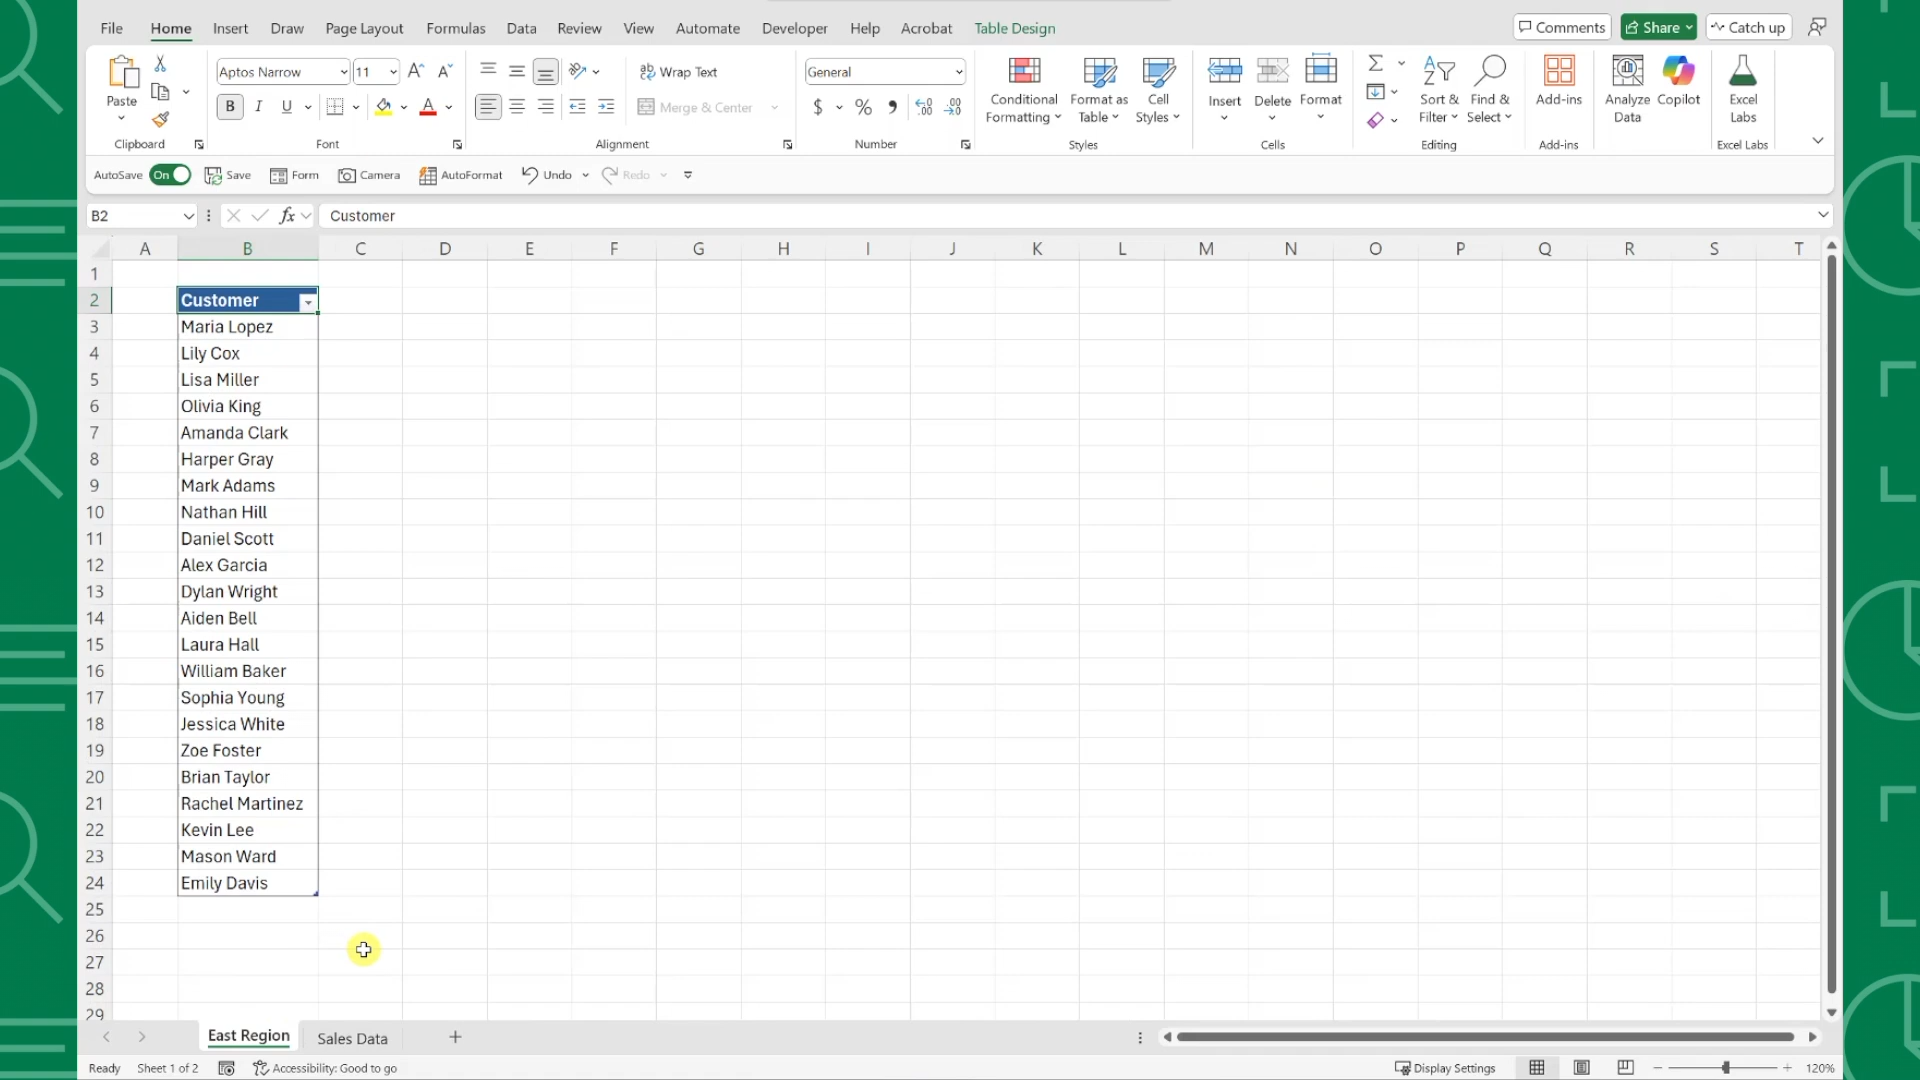 File Home Insert Draw Page Layout Formulas Data Review View Automate Developer Help Acrobat Table Design Comments Share Catch up
Paste
Clipboard
Aptos Narrow 11
B I U
Font
Wrap Text
Merge & Center
Alignment
General
$ %
Number
Conditional Formatting
Format as Table
Cell Styles
Styles
Insert Delete Format
Cells
Sort & Filter
Find & Select
Editing
Add-ins
Add-ins
Analyze Data
Copilot
Excel Labs
Excel Labs
AutoSave On Save Form Camera AutoFormat Undo Redo
B2 fx Customer
A B C D E F G H I J K L M N O P Q R S T
1
2 Customer
3 Maria Lopez
4 Lily Cox
5 Lisa Miller
6 Olivia King
7 Amanda Clark
8 Harper Gray
9 Mark Adams
10 Nathan Hill
11 Daniel Scott
12 Alex Garcia
13 Dylan Wright
14 Aiden Bell
15 Laura Hall
16 William Baker
17 Sophia Young
18 Jessica White
19 Zoe Foster
20 Brian Taylor
21 Rachel Martinez
22 Kevin Lee
23 Mason Ward
24 Emily Davis
25
26
27
28
29
East Region Sales Data
Ready Sheet 1 of 2 Accessibility: Good to go Display Settings 120%